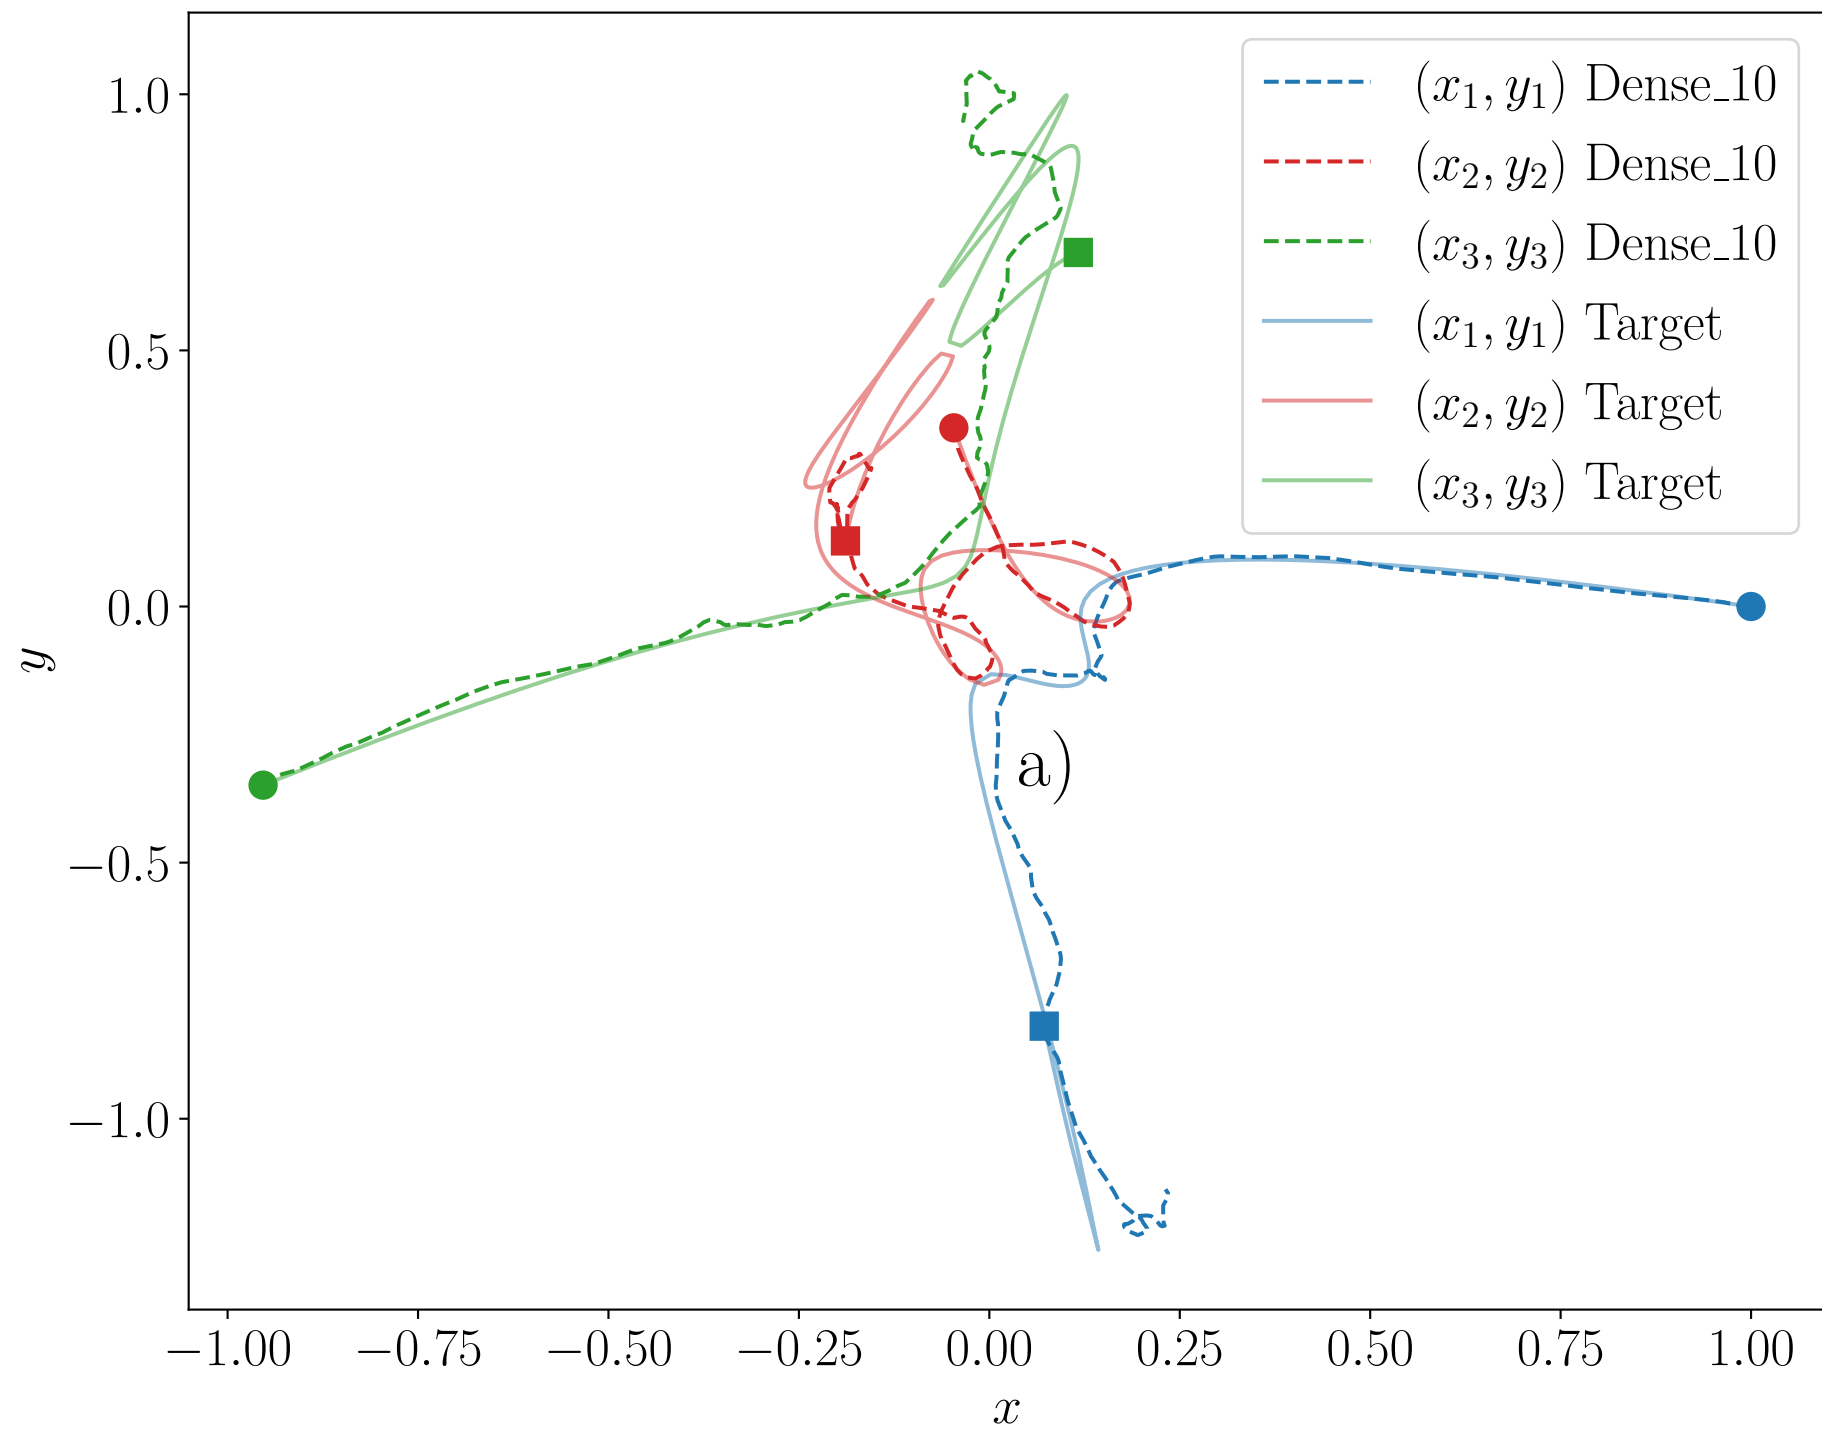 (x₁, y₁) Dense_10
(x₂, y₂) Dense_10
(x₃, y₃) Dense_10
(x₁, y₁) Target
(x₂, y₂) Target
(x₃, y₃) Target
1.0
0.5
0.0
−0.5
−1.0
y
a)
−1.00 −0.75 −0.50 −0.25 0.00 0.25 0.50 0.75 1.00
x